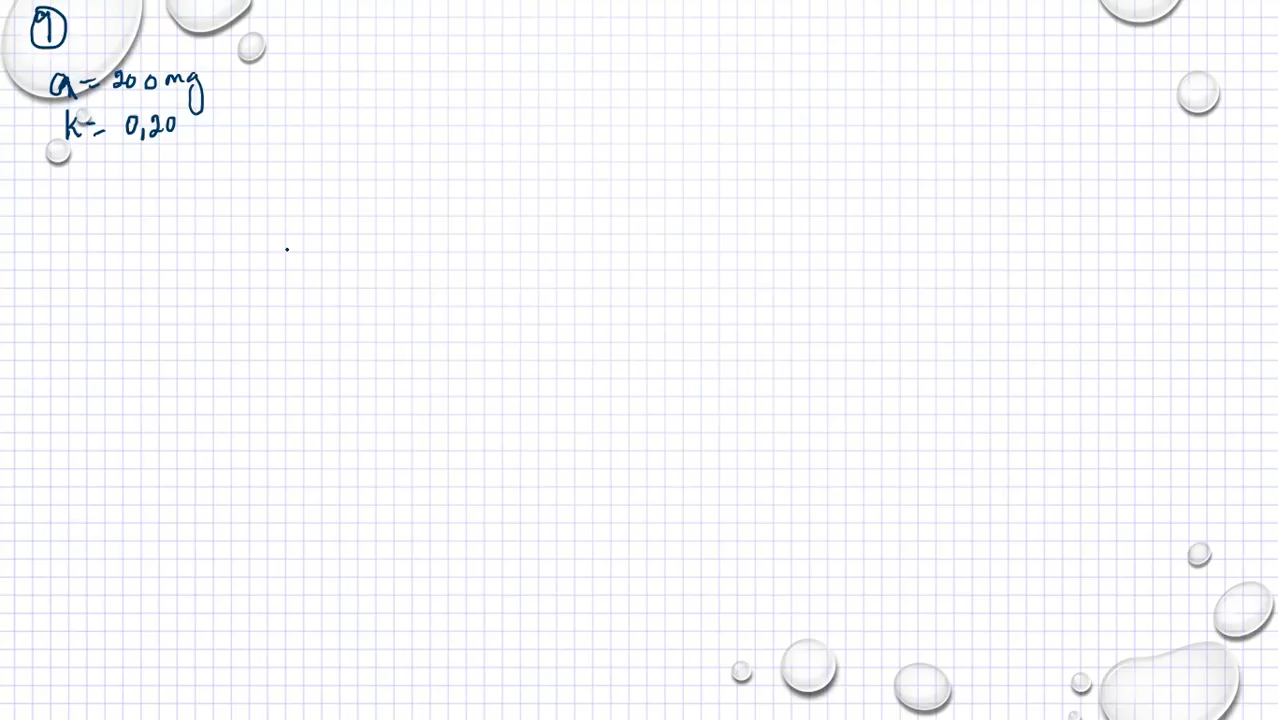 9
a = 200 mg
k = 0,20